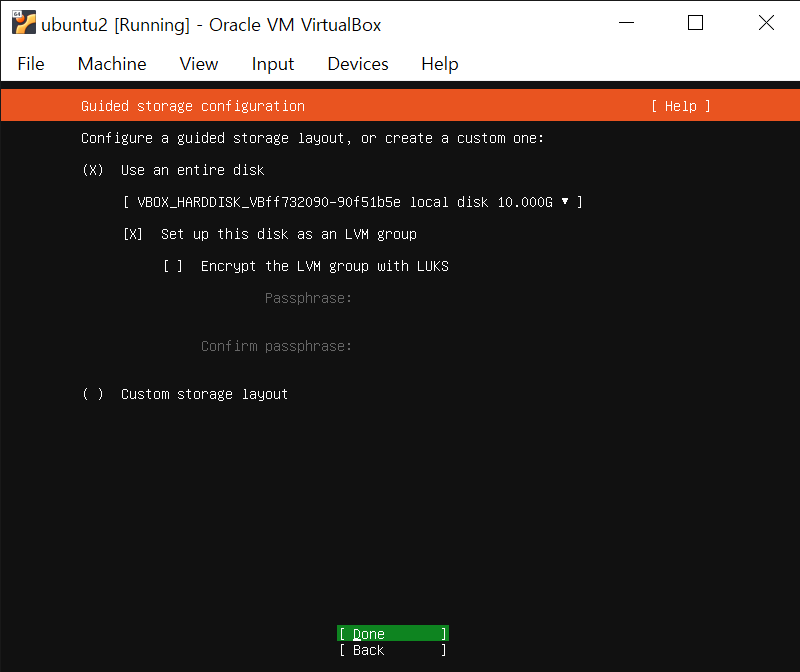 ubuntu2 [Running] - Oracle VM VirtualBox
File Machine View Input Devices Help
Guided storage configuration [ Help ]
Configure a guided storage layout, or create a custom one:
(X) Use an entire disk
[ VBOX_HARDDISK_VBff732090-90f51b5e local disk 10.000G ▾ ]
[X] Set up this disk as an LVM group
[ ] Encrypt the LVM group with LUKS
Passphrase:
Confirm passphrase:
( ) Custom storage layout
[ Done ]
[ Back ]